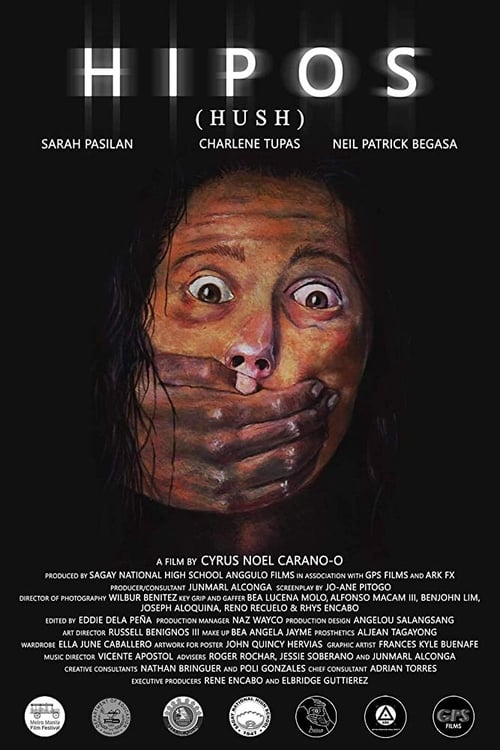 HIPOS
(HUSH)
SARAH PASILAN CHARLENE TUPAS NEIL PATRICK BEGASA
A FILM BY CYRUS NOEL CARANO-O
PRODUCED BY SAGAY NATIONAL HIGH SCHOOL ANGGULO FILMS IN ASSOCIATION WITH GPS FILMS AND ARK FX
PRODUCER/CONSULTANT JUNMARL ALCONGA SCREENPLAY BY JO-ANE PITOGO
DIRECTOR OF PHOTOGRAPHY WILBUR BENITEZ KEY GRIP AND GAFFER BEA LUCENA MOLO, ALFONSO MACAM III, BENJOHN LIM,
JOSEPH ALOQUINA, RENO RECUELO & RHYS ENCABO
EDITED BY EDDIE DELA PEÑA PRODUCTION MANAGER NAZ WAYCO PRODUCTION DESIGN ANGELOU SALANGSANG
ART DIRECTOR RUSSELL BENIGNOS III MAKE UP BEA ANGELA JAYME PROSTHETICS ALJEAN TAGAYONG
WARDROBE ELLA JUNE CABALLERO ARTWORK FOR POSTER JOHN QUINCY HERVIAS GRAPHIC ARTIST FRANCES KYLE BUENAFE
MUSIC DIRECTOR VICENTE APOSTOL ADVISERS ROGER ROCHAR, JESSIE SOBERANO and JUNMARL ALCONGA
CREATIVE CONSULTANTS NATHAN BRINGUER and POLI GONZALES CHIEF CONSULTANT ADRIAN TORRES
EXECUTIVE PRODUCERS RENE ENCABO and ELBRIDGE GUTTIEREZ
Metro Manila
Film Festival
GPS
FILMS